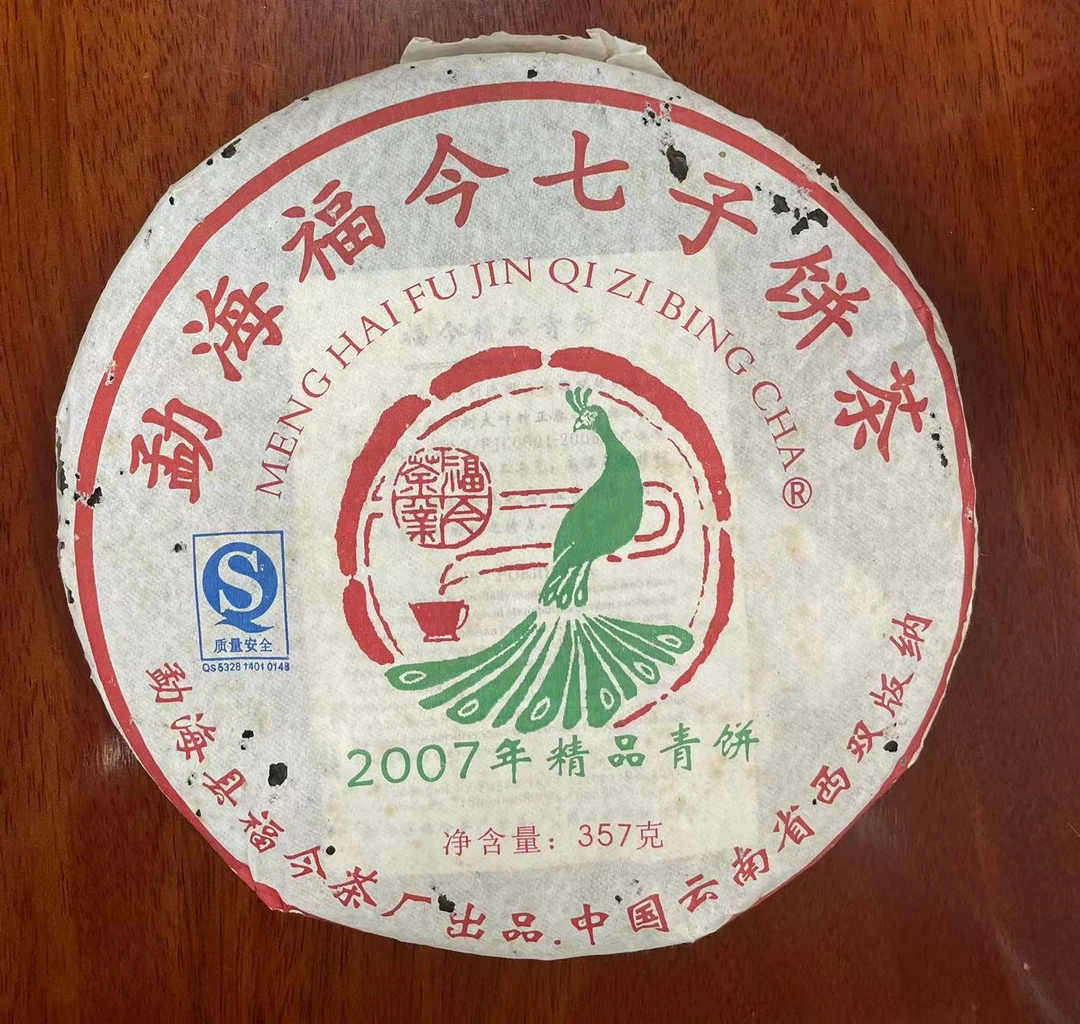 勐海福今七子饼茶
MENG HAI FU JIN QI ZI BING CHA®
福今茶業
S
质量安全
QS5328 1401 0148
2007年精品青饼
净含量：357克
勐海县福今茶厂出品.中国云南省西双版纳
福今精品青饼